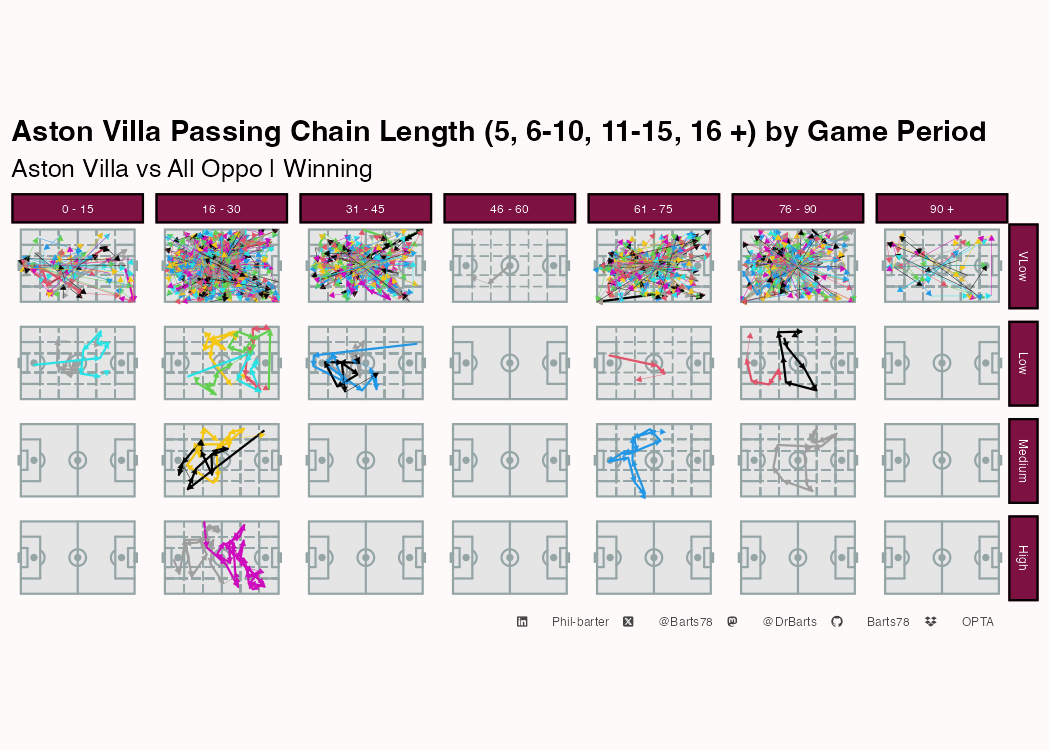 Aston Villa Passing Chain Length (5, 6-10, 11-15, 16 +) by Game Period
Aston Villa vs All Oppo | Winning
0 - 15 16 - 30 31 - 45 46 - 60 61 - 75 76 - 90 90 +
VLow
Low
Medium
High
Phil-barter @Barts78 @DrBarts Barts78 OPTA